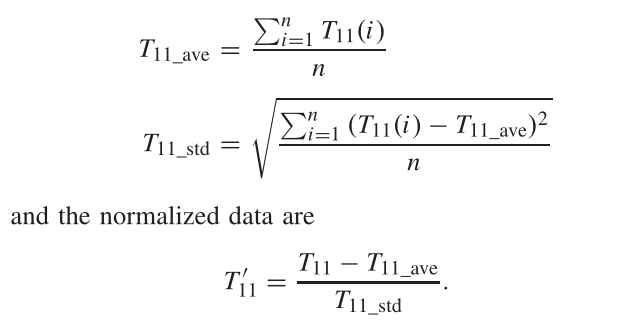 T_{11\_ave} = \frac{\sum_{i=1}^{n} T_{11}(i)}{n}
T_{11\_std} = \sqrt{\frac{\sum_{i=1}^{n} (T_{11}(i) - T_{11\_ave})^2}{n}}
and the normalized data are
T'_{11} = \frac{T_{11} - T_{11\_ave}}{T_{11\_std}}.